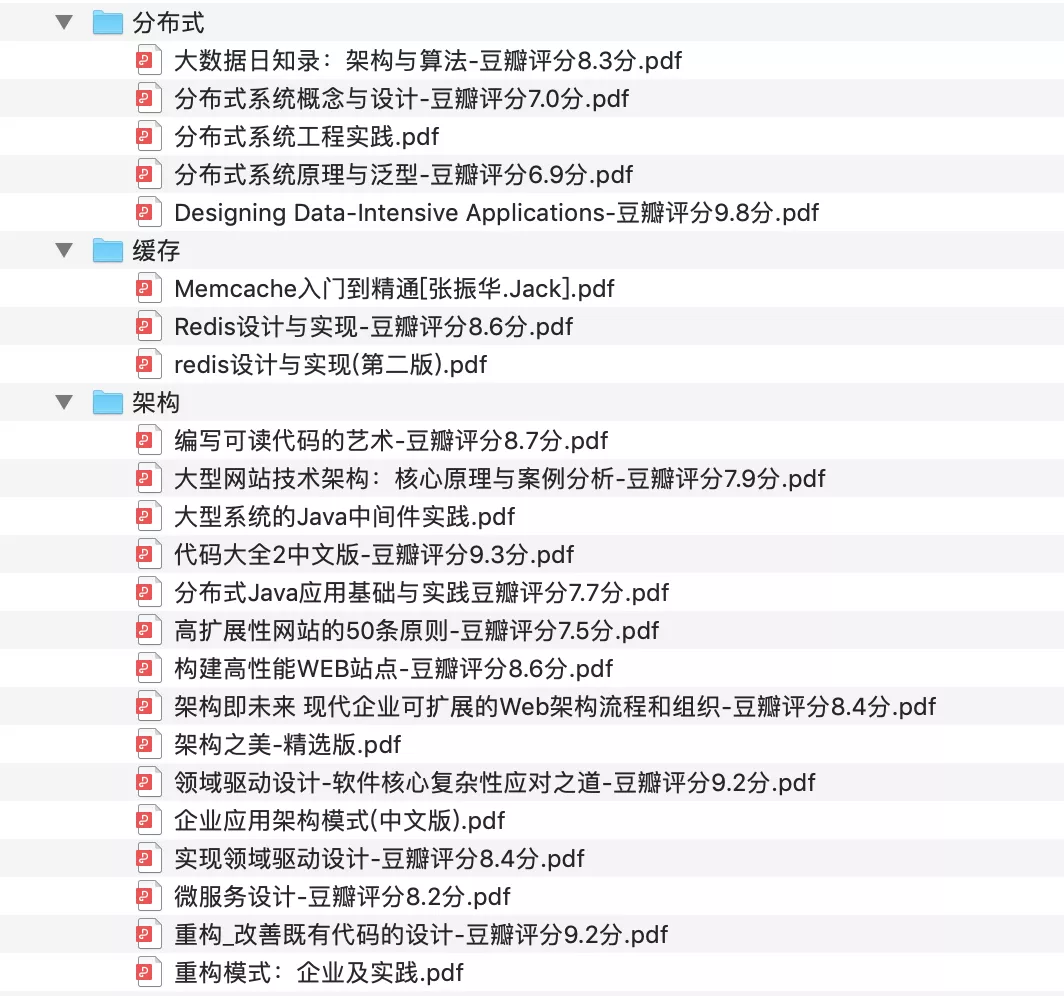 分布式
大数据日知录：架构与算法-豆瓣评分8.3分.pdf
分布式系统概念与设计-豆瓣评分7.0分.pdf
分布式系统工程实践.pdf
分布式系统原理与泛型-豆瓣评分6.9分.pdf
Designing Data-Intensive Applications-豆瓣评分9.8分.pdf
缓存
Memcache入门到精通[张振华.Jack].pdf
Redis设计与实现-豆瓣评分8.6分.pdf
redis设计与实现(第二版).pdf
架构
编写可读代码的艺术-豆瓣评分8.7分.pdf
大型网站技术架构：核心原理与案例分析-豆瓣评分7.9分.pdf
大型系统的Java中间件实践.pdf
代码大全2中文版-豆瓣评分9.3分.pdf
分布式Java应用基础与实践豆瓣评分7.7分.pdf
高扩展性网站的50条原则-豆瓣评分7.5分.pdf
构建高性能WEB站点-豆瓣评分8.6分.pdf
架构即未来 现代企业可扩展的Web架构流程和组织-豆瓣评分8.4分.pdf
架构之美-精选版.pdf
领域驱动设计-软件核心复杂性应对之道-豆瓣评分9.2分.pdf
企业应用架构模式(中文版).pdf
实现领域驱动设计-豆瓣评分8.4分.pdf
微服务设计-豆瓣评分8.2分.pdf
重构_改善既有代码的设计-豆瓣评分9.2分.pdf
重构模式：企业及实践.pdf